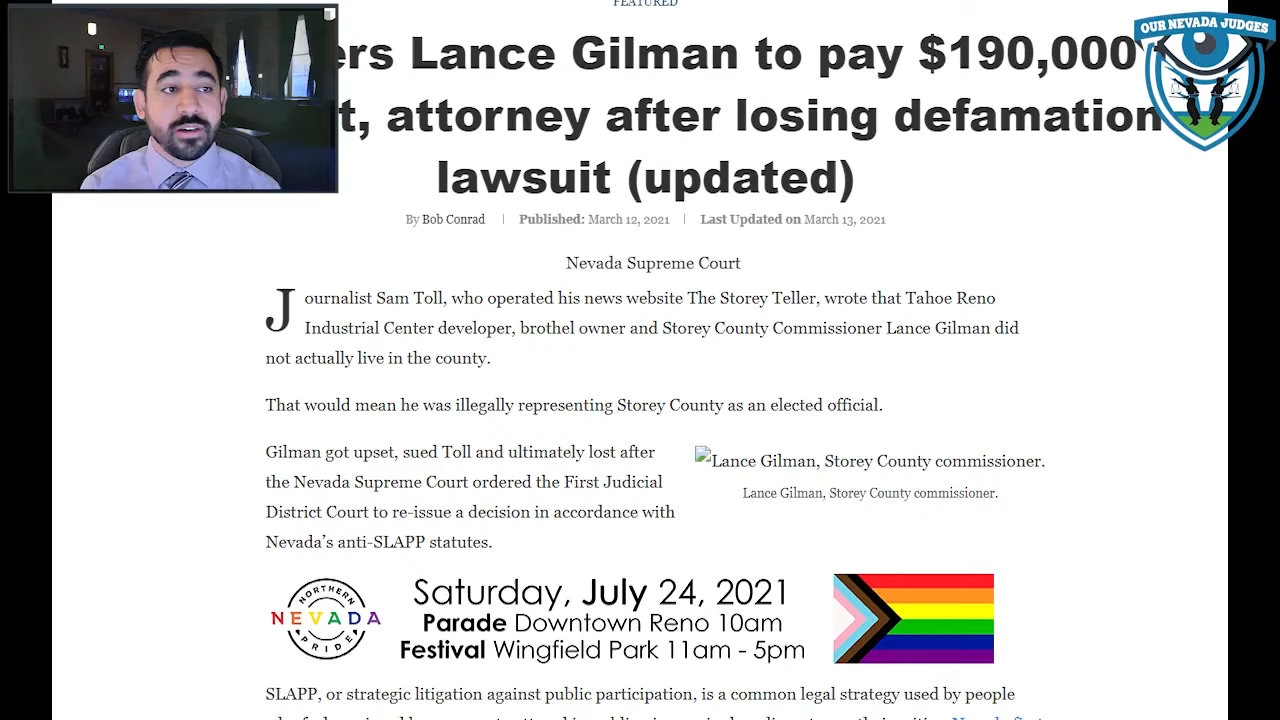 FEATURED
Lance Gilman to pay $190,000
attorney after losing defamation
lawsuit (updated)
OUR NEVADA JUDGES
By Bob Conrad | Published: March 12, 2021 | Last Updated on March 13, 2021
Nevada Supreme Court
Journalist Sam Toll, who operated his news website The Storey Teller, wrote that Tahoe Reno
Industrial Center developer, brothel owner and Storey County Commissioner Lance Gilman did
not actually live in the county.
That would mean he was illegally representing Storey County as an elected official.
Gilman got upset, sued Toll and ultimately lost after
the Nevada Supreme Court ordered the First Judicial
District Court to re-issue a decision in accordance with
Nevada’s anti-SLAPP statutes.
Lance Gilman, Storey County commissioner.
Lance Gilman, Storey County commissioner.
NORTHERN
NEVADA
PRIDE
Saturday, July 24, 2021
Parade Downtown Reno 10am
Festival Wingfield Park 11am - 5pm
SLAPP, or strategic litigation against public participation, is a common legal strategy used by people